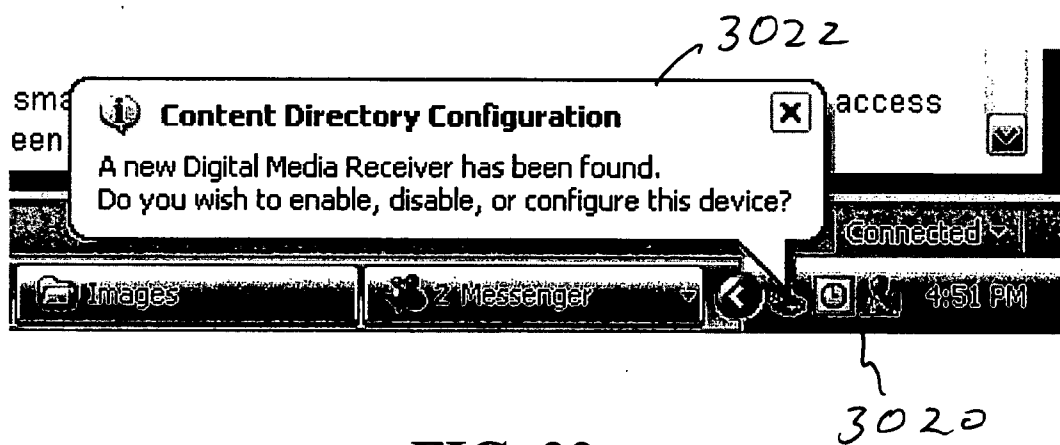 3022
sma
Content Directory Configuration
access
een
A new Digital Media Receiver has been found.
Do you wish to enable, disable, or configure this device?
Connected
Images
2 Messenger
4:51 PM
3020